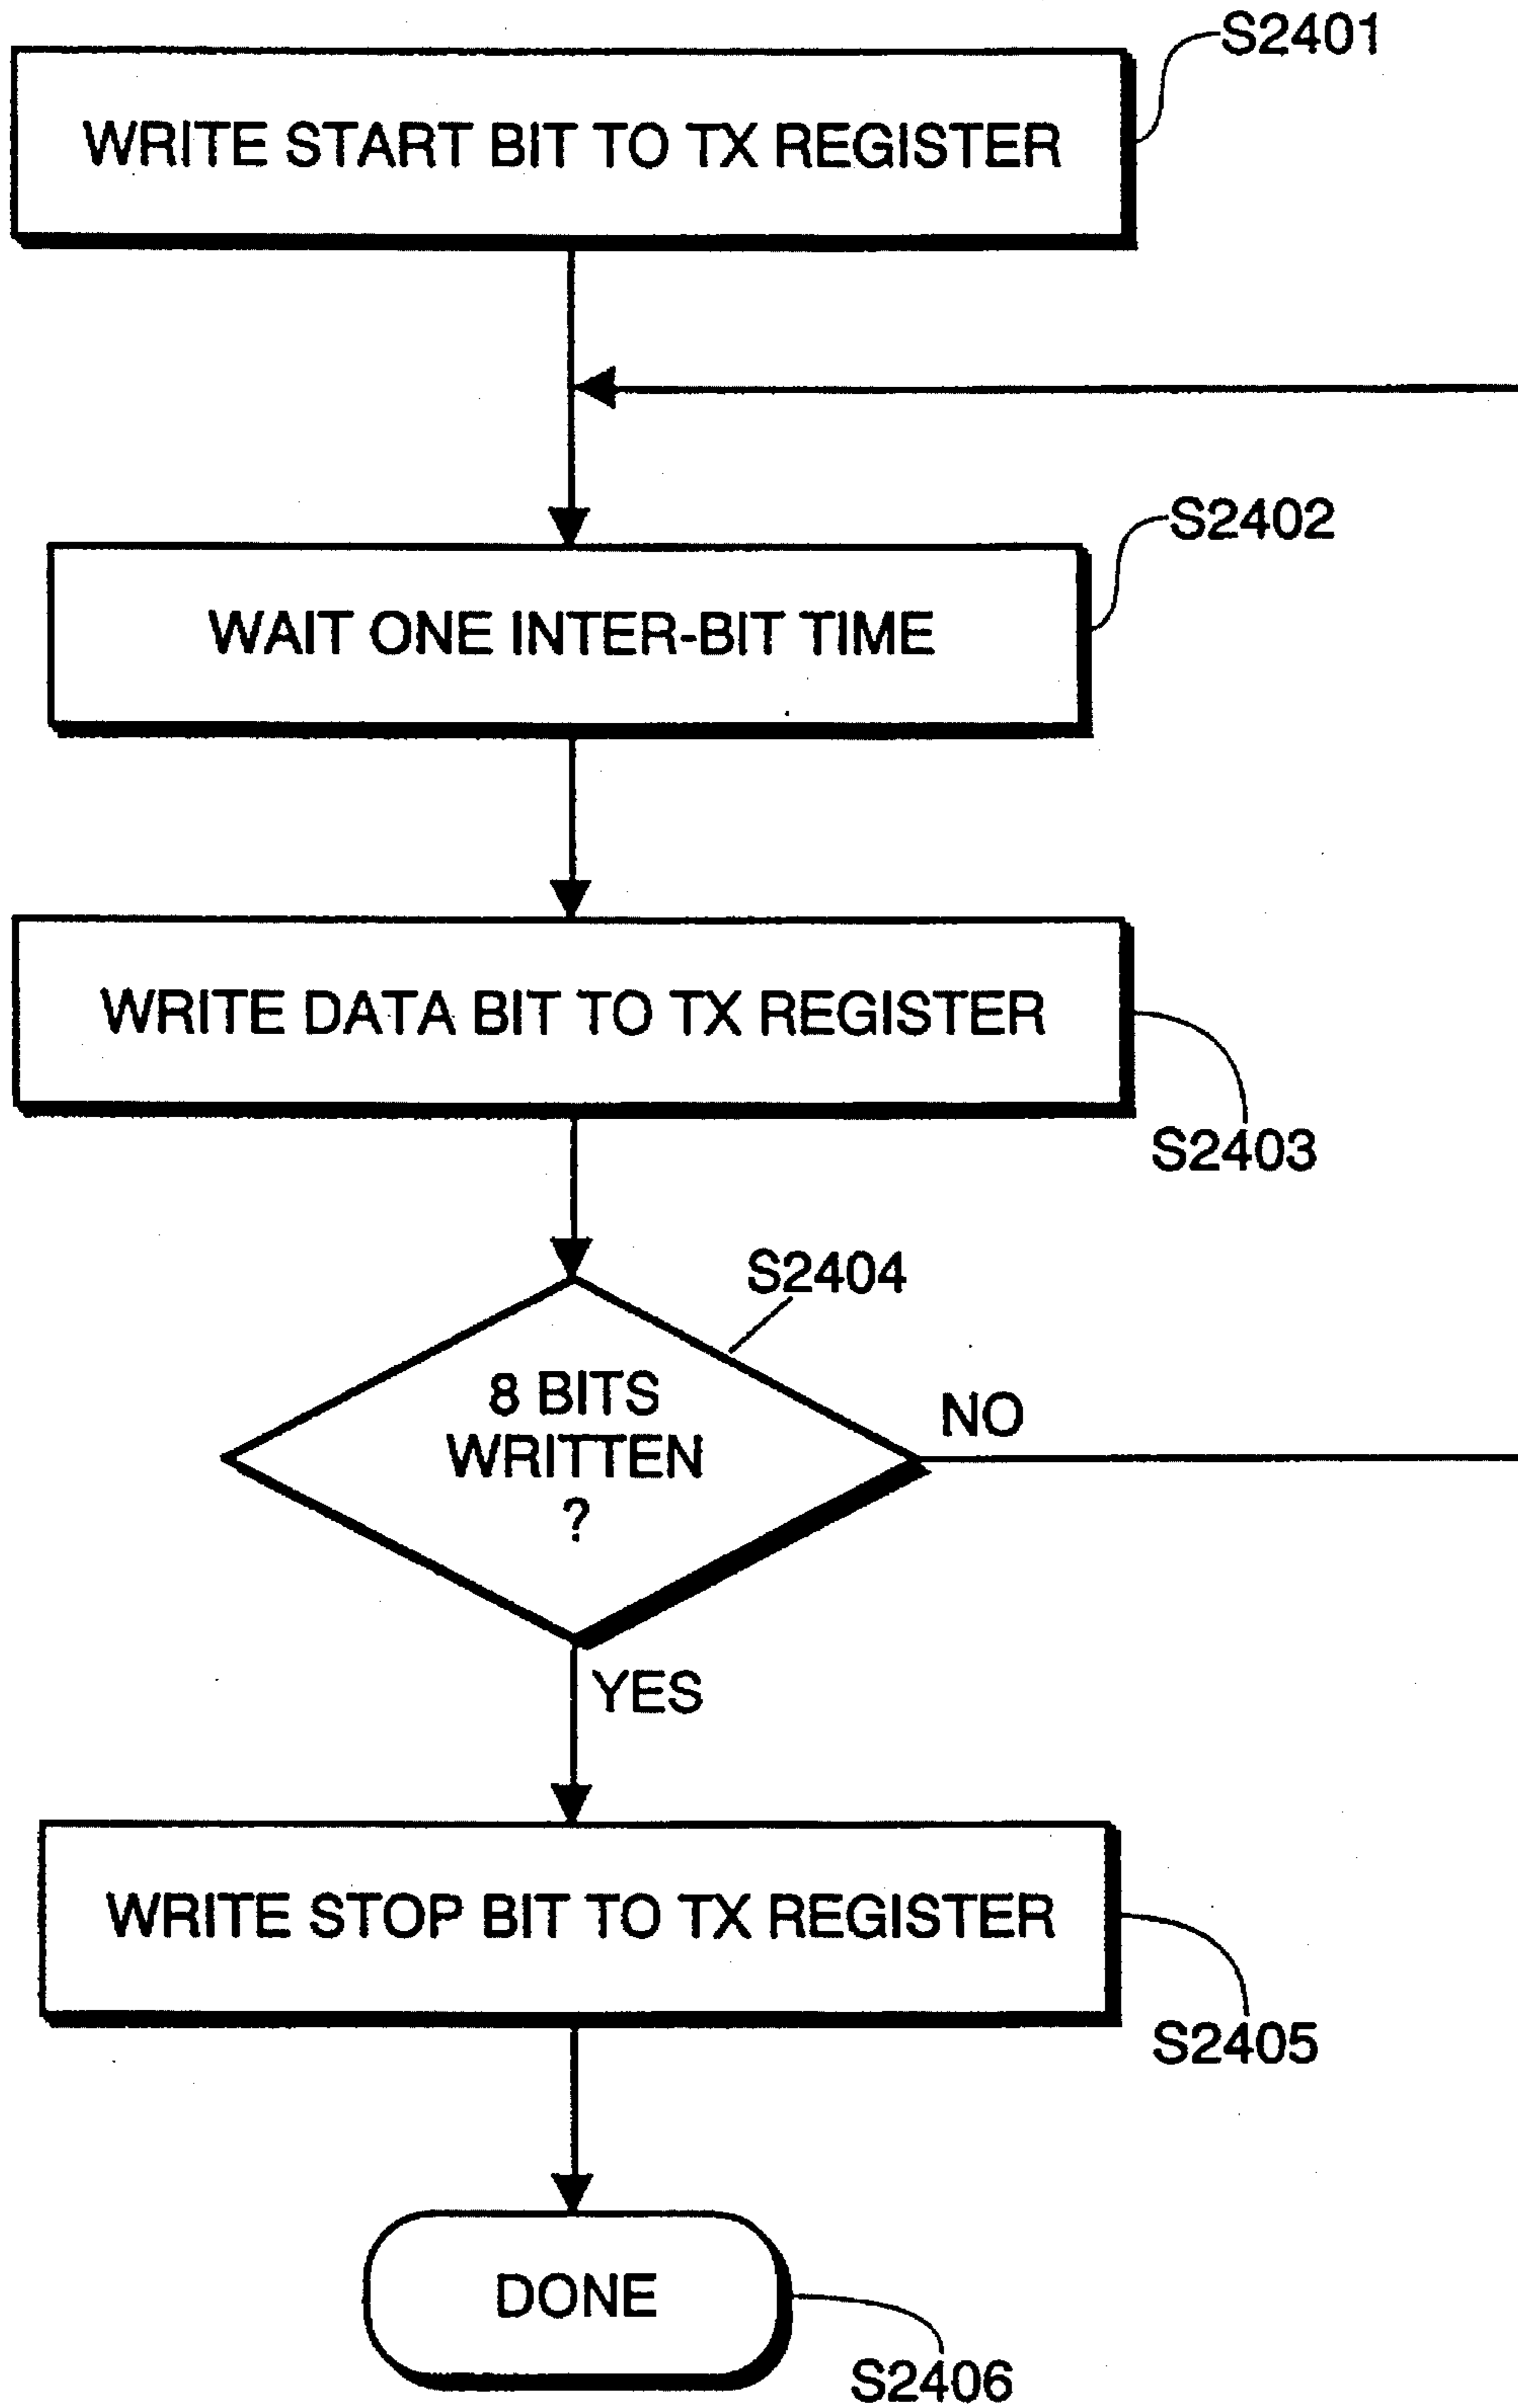 S2401
WRITE START BIT TO TX REGISTER
S2402
WAIT ONE INTER-BIT TIME
WRITE DATA BIT TO TX REGISTER
S2403
S2404
8 BITS
WRITTEN
?
NO
YES
WRITE STOP BIT TO TX REGISTER
S2405
DONE
S2406